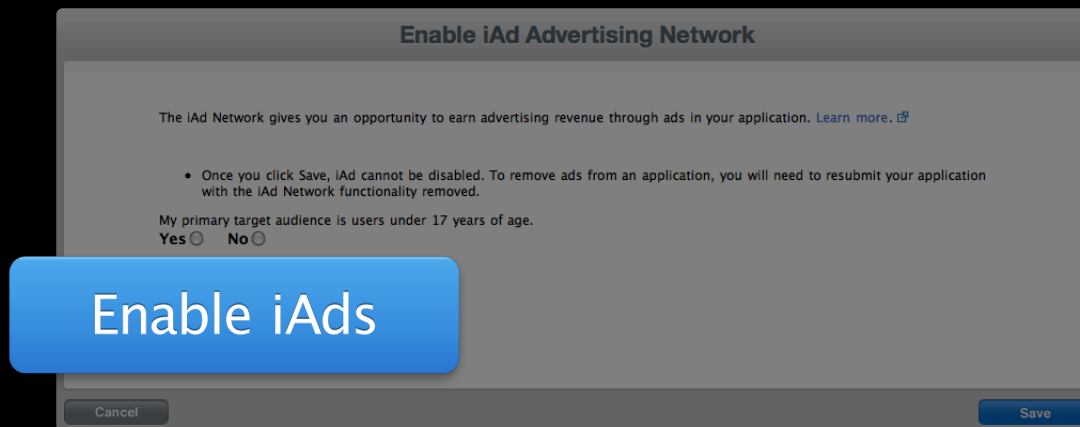 Enable iAd Advertising Network
The iAd Network gives you an opportunity to earn advertising revenue through ads in your application. Learn more.
• Once you click Save, iAd cannot be disabled. To remove ads from an application, you will need to resubmit your application
with the iAd Network functionality removed.
My primary target audience is users under 17 years of age.
Yes No
Enable iAds
Cancel Save